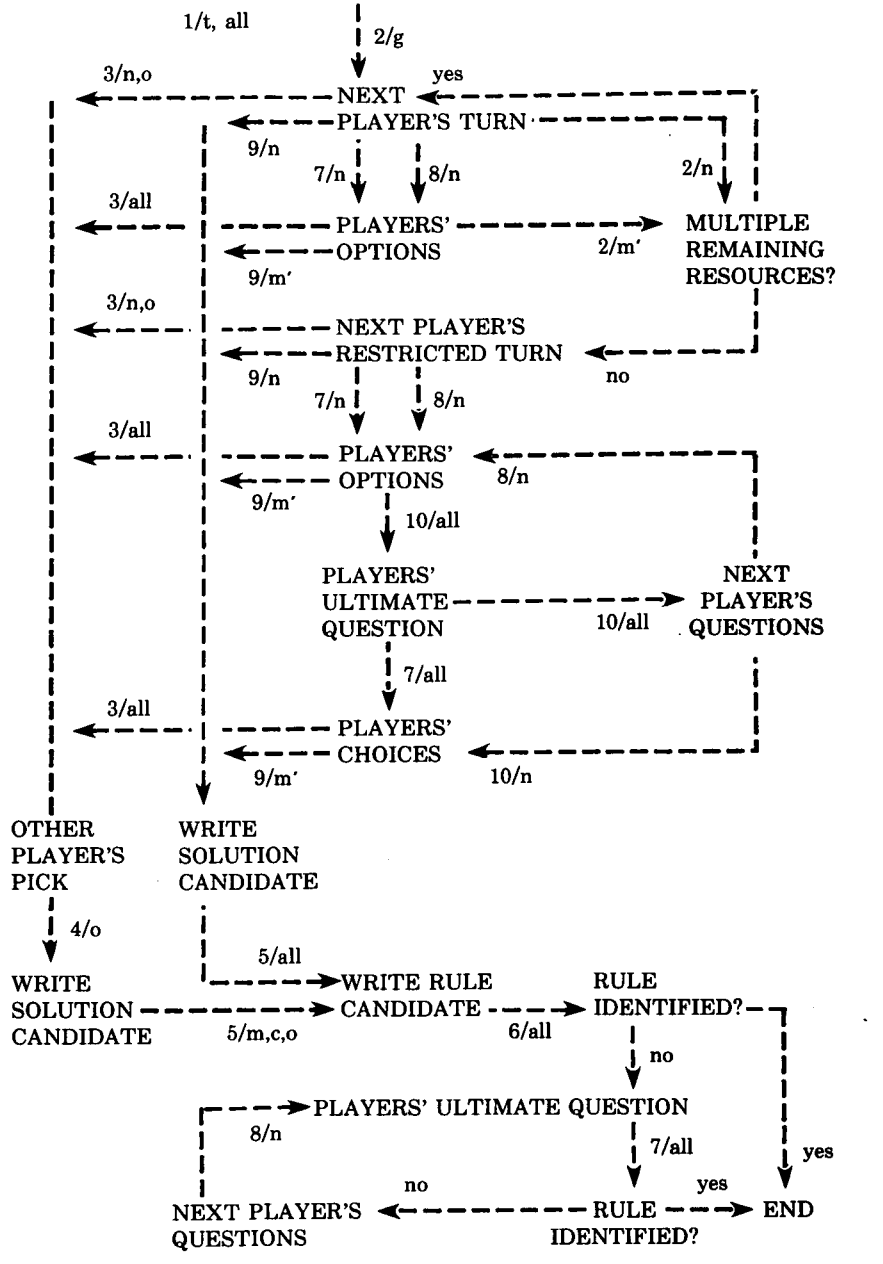 1/t, all
2/g
3/n,o
NEXT
yes
PLAYER'S TURN
9/n
7/n
8/n
2/n
3/all
PLAYERS'
OPTIONS
2/m'
9/m'
MULTIPLE
REMAINING
RESOURCES?
3/n,o
NEXT PLAYER'S
RESTRICTED TURN
9/n
no
7/n
8/n
3/all
PLAYERS'
OPTIONS
8/n
9/m'
10/all
PLAYERS'
ULTIMATE
QUESTION
10/all
NEXT
PLAYER'S
QUESTIONS
7/all
3/all
PLAYERS'
CHOICES
9/m'
10/n
OTHER
PLAYER'S
PICK
WRITE
SOLUTION
CANDIDATE
4/o
5/all
WRITE
SOLUTION
CANDIDATE
5/m,c,o
WRITE RULE
CANDIDATE
6/all
RULE
IDENTIFIED?
no
PLAYERS' ULTIMATE QUESTION
8/n
7/all
yes
no
yes
NEXT PLAYER'S
QUESTIONS
RULE
IDENTIFIED?
END